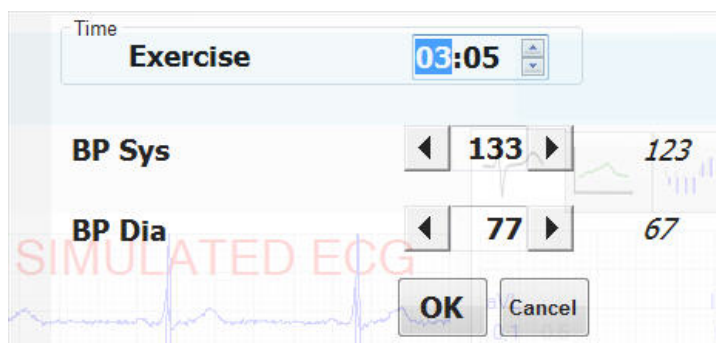 Time
Exercise 03:05
BP Sys 133 123
BP Dia 77 67
SIMULATED ECG
OK Cancel